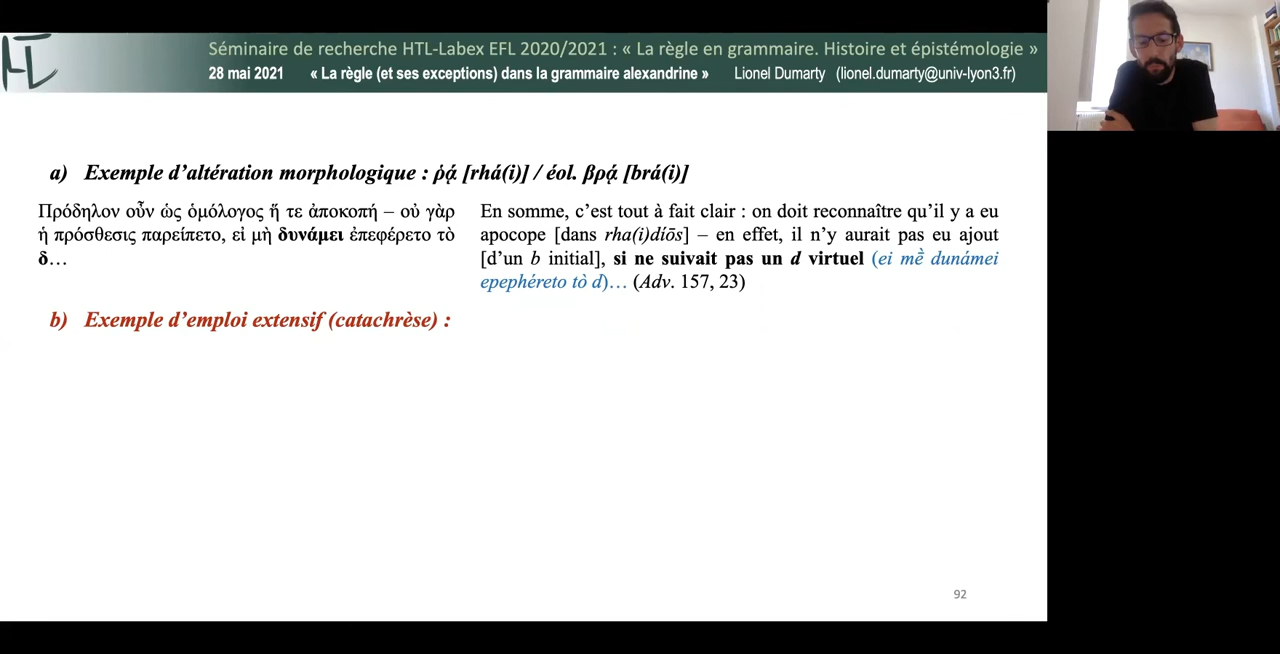 HTL
Séminaire de recherche HTL-Labex EFL 2020/2021 : « La règle en grammaire. Histoire et épistémologie »
28 mai 2021 « La règle (et ses exceptions) dans la grammaire alexandrine » Lionel Dumarty (lionel.dumarty@univ-lyon3.fr)
a) Exemple d’altération morphologique : ῥᾴ [rhá(i)] / éol. βρᾴ [brá(i)]
Πρόδηλον οὖν ὡς ὁμόλογος ἥ τε ἀποκοπή – οὐ γὰρ
ἡ πρόσθεσις παρείπετο, εἰ μὴ δυνάμει ἐπεφέρετο τὸ
δ…
En somme, c’est tout à fait clair : on doit reconnaître qu’il y a eu
apocope [dans rha(i)díōs] – en effet, il n’y aurait pas eu ajout
[d’un b initial], si ne suivait pas un d virtuel (ei mḕ dunámei
epephéreto tò d)… (Adv. 157, 23)
b) Exemple d’emploi extensif (catachrèse) :
92